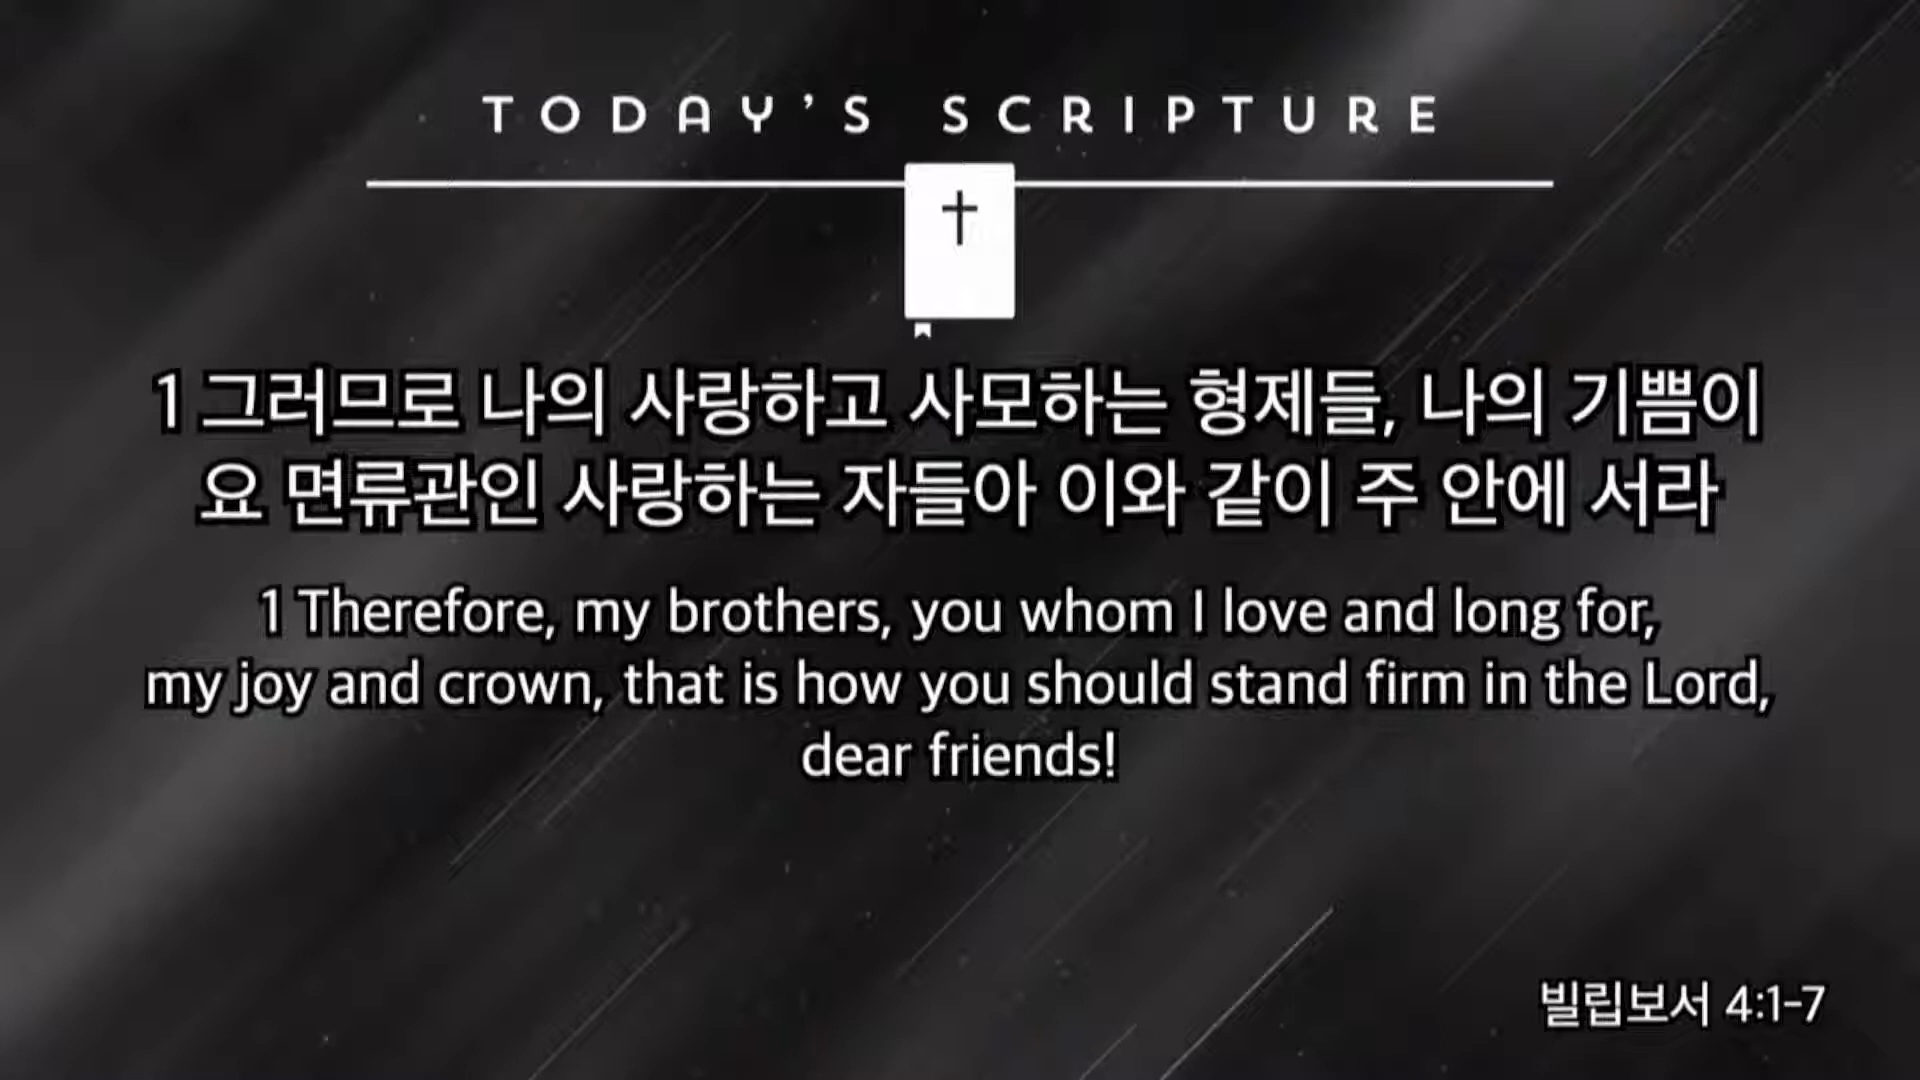 TODAY'S SCRIPTURE
1 그러므로 나의 사랑하고 사모하는 형제들, 나의 기쁨이
요 면류관인 사랑하는 자들아 이와 같이 주 안에 서라
1 Therefore, my brothers, you whom I love and long for,
my joy and crown, that is how you should stand firm in the Lord,
dear friends!
빌립보서 4:1-7